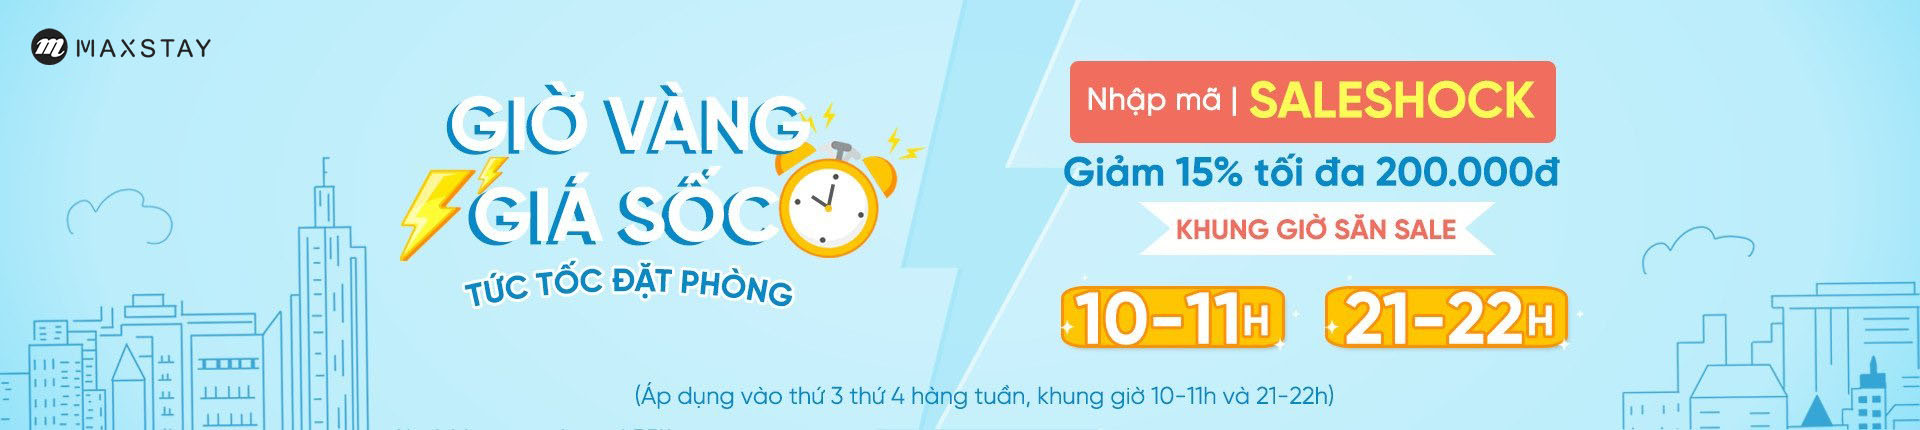 MAXSTAY
GIỜ VÀNG
GIÁ SỐC
TỨC TỐC ĐẶT PHÒNG
Nhập mã | SALESHOCK
Giảm 15% tối đa 200.000đ
KHUNG GIỜ SĂN SALE
10-11H
21-22H
(Áp dụng vào thứ 3 thứ 4 hàng tuần, khung giờ 10-11h và 21-22h)